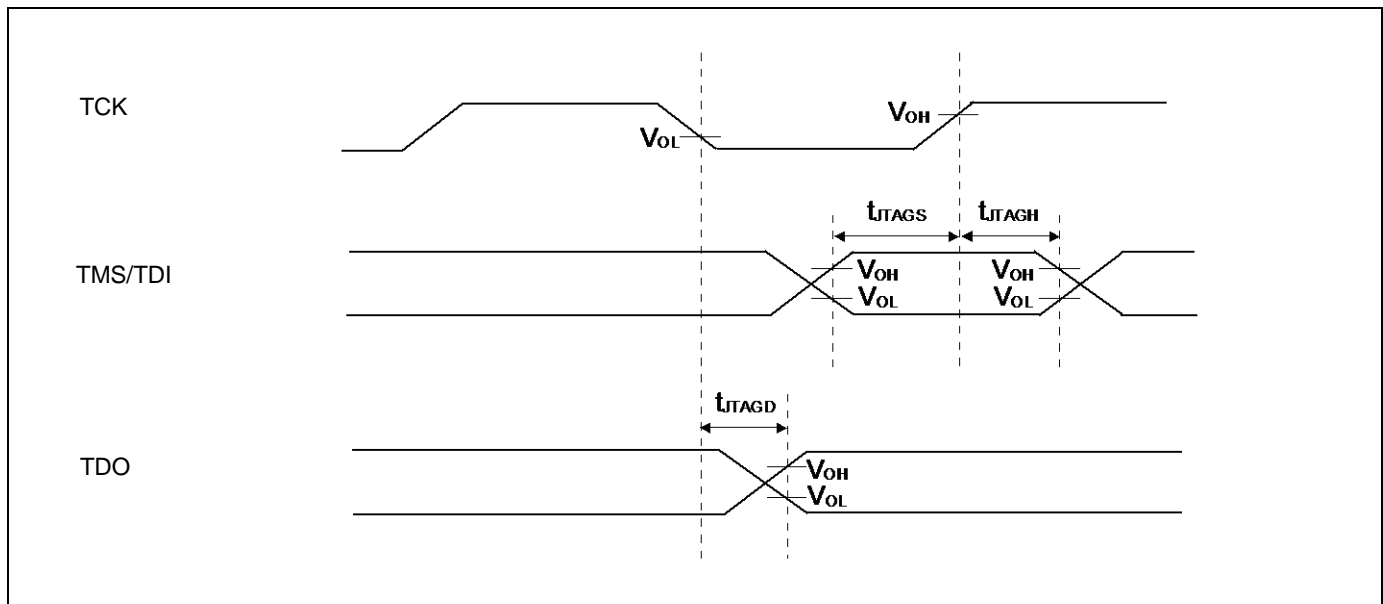 TCK
VOL
VOH
tJTAGS
tJTAGH
TMS/TDI
VOH
VOL
VOH
VOL
tJTAGD
TDO
VOH
VOL